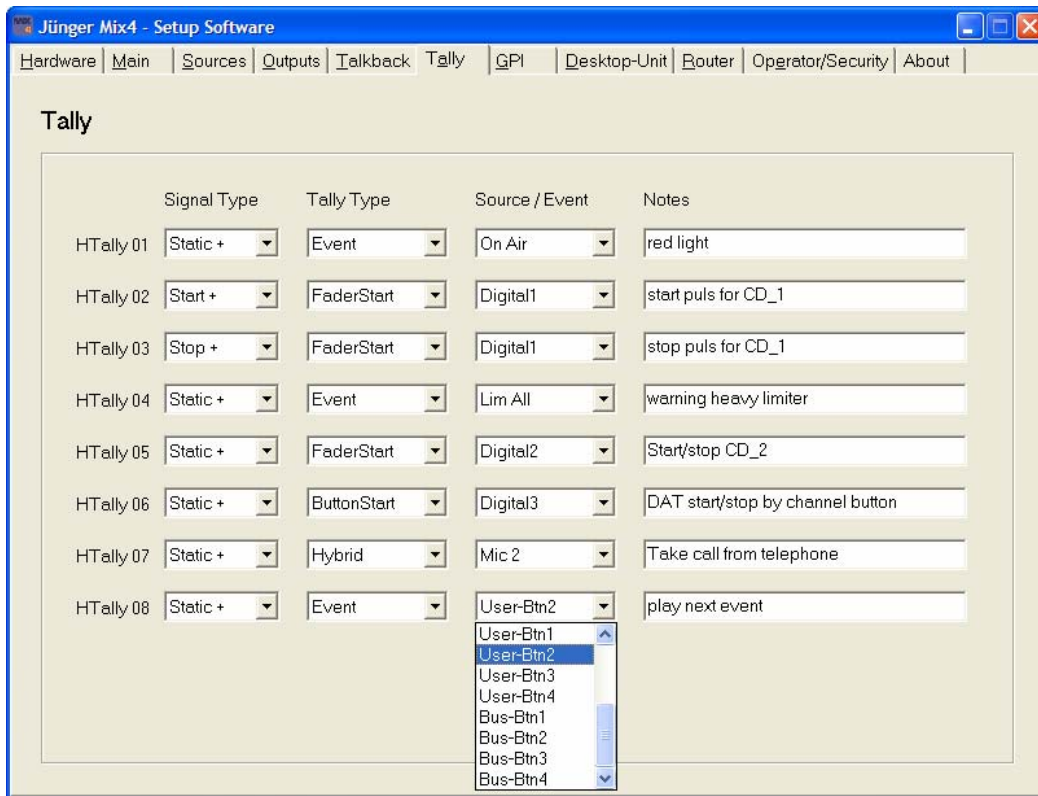 Jünger Mix4 - Setup Software
Hardware Main Sources Outputs Talkback Tally GPI Desktop-Unit Router Operator/Security About
Tally
Signal Type Tally Type Source / Event Notes
HTally 01 Static + Event On Air red light
HTally 02 Start + FaderStart Digital1 start puls for CD_1
HTally 03 Stop + FaderStart Digital1 stop puls for CD_1
HTally 04 Static + Event Lim All warning heavy limiter
HTally 05 Static + FaderStart Digital2 Start/stop CD_2
HTally 06 Static + ButtonStart Digital3 DAT start/stop by channel button
HTally 07 Static + Hybrid Mic 2 Take call from telephone
HTally 08 Static + Event User-Btn2 play next event
User-Btn1
User-Btn2
User-Btn3
User-Btn4
Bus-Btn1
Bus-Btn2
Bus-Btn3
Bus-Btn4